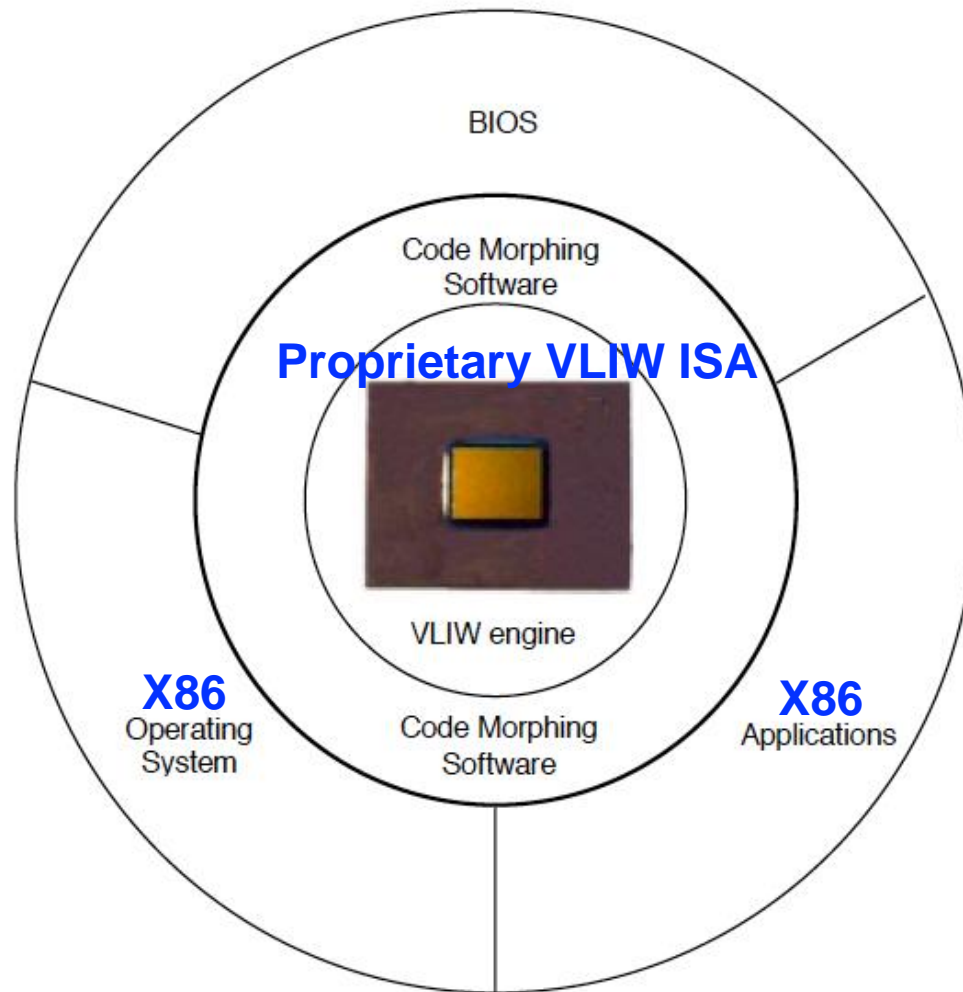 BIOS
Code Morphing
Software
Proprietary VLIW ISA
VLIW engine
X86
Operating
System
Code Morphing
Software
X86
Applications